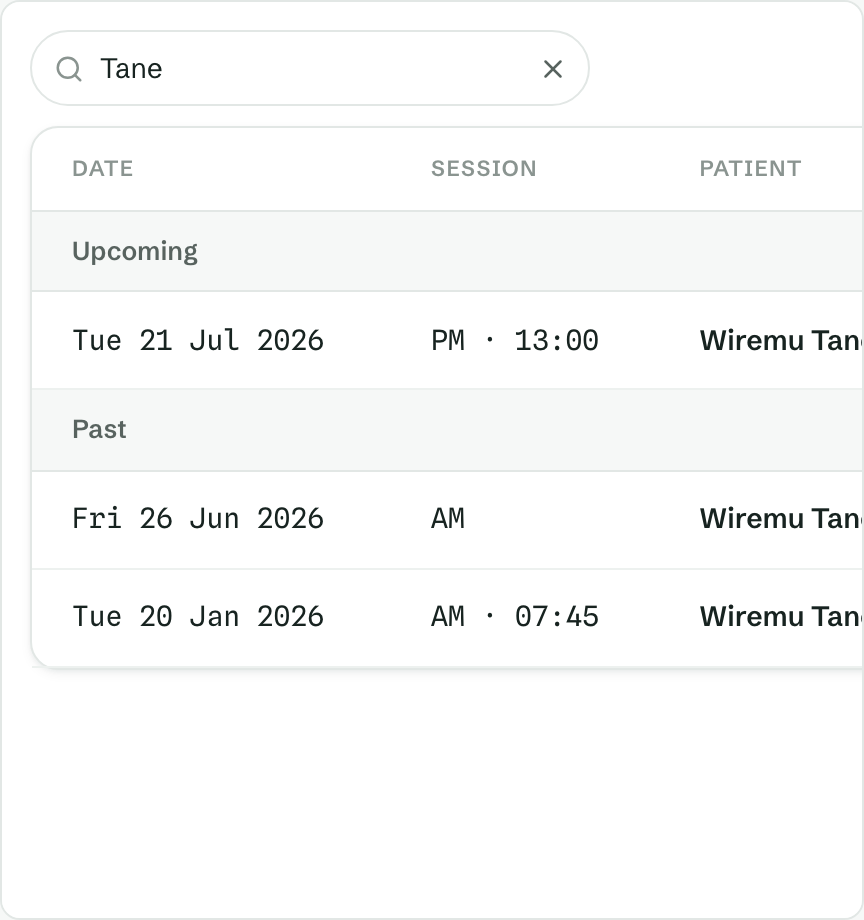 Tane
DATE SESSION PATIENT
Upcoming
Tue 21 Jul 2026 PM · 13:00 Wiremu
Past
Fri 26 Jun 2026 AM Wiremu
Tue 20 Jan 2026 AM · 07:45 Wiremu